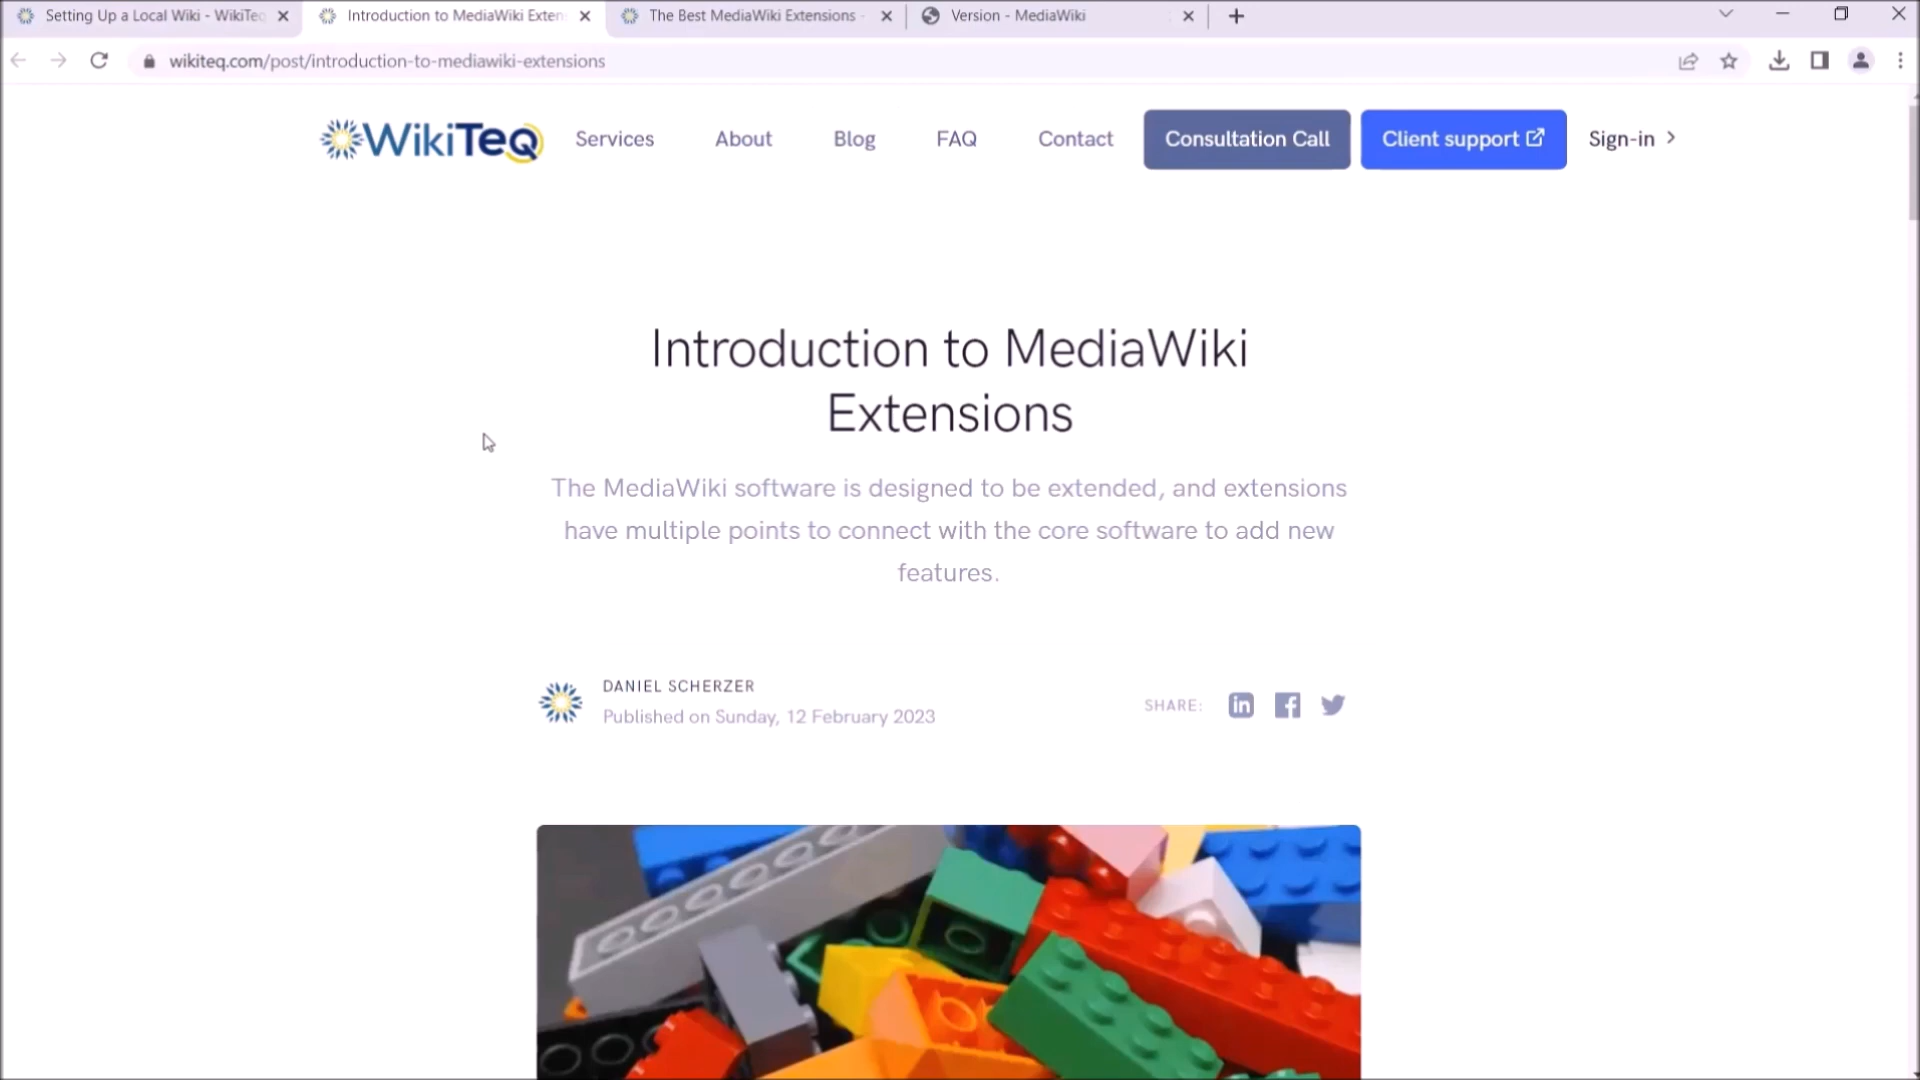 Setting Up a Local Wiki - WikiTeq
Introduction to MediaWiki Exten
The Best MediaWiki Extensions -
Version - MediaWiki
wikiteq.com/post/introduction-to-mediawiki-extensions
WikiTeq
Services
About
Blog
FAQ
Contact
Consultation Call
Client support
Sign-in
Introduction to MediaWiki
Extensions
The MediaWiki software is designed to be extended, and extensions
have multiple points to connect with the core software to add new
features.
DANIEL SCHERZER
Published on Sunday, 12 February 2023
SHARE: